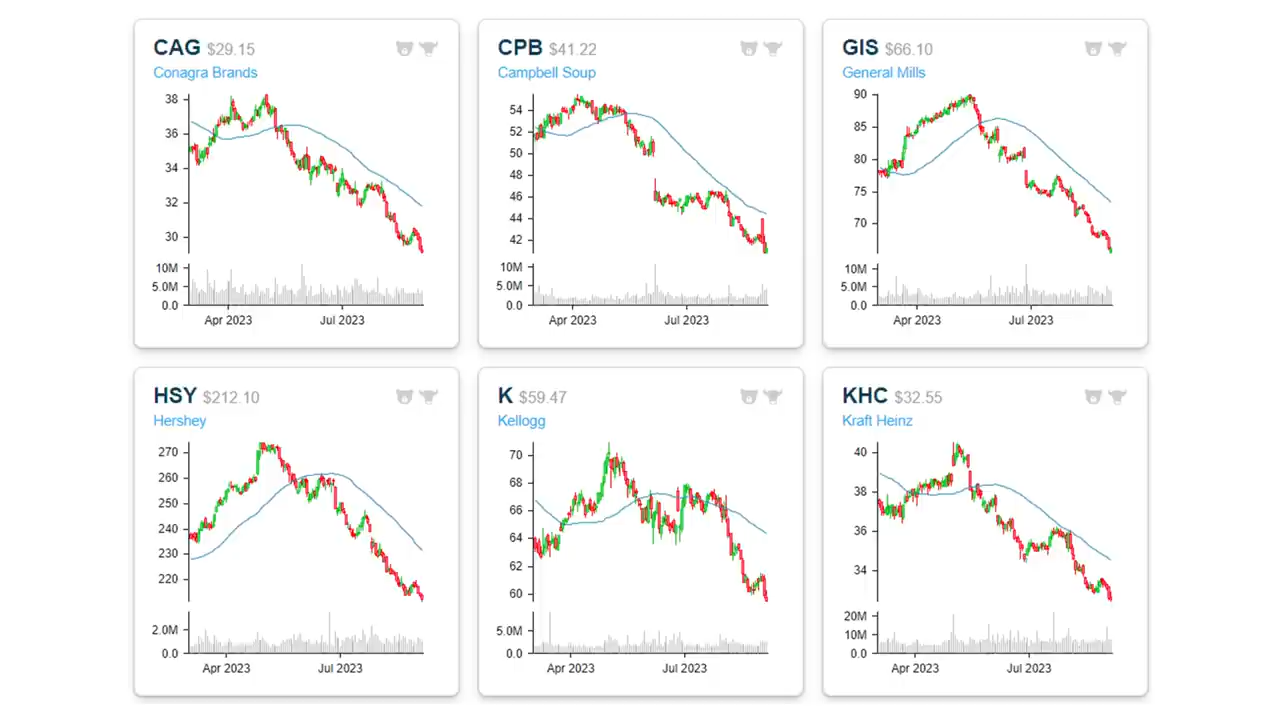 CAG $29.15
Conagra Brands
38
36
34
32
30
10M
5.0M
0.0
Apr 2023 Jul 2023
CPB $41.22
Campbell Soup
54
52
50
48
46
44
42
10M
5.0M
0.0
Apr 2023 Jul 2023
GIS $66.10
General Mills
90
85
80
75
70
10M
5.0M
0.0
Apr 2023 Jul 2023
HSY $212.10
Hershey
270
260
250
240
230
220
2.0M
0.0
Apr 2023 Jul 2023
K $59.47
Kellogg
70
68
66
64
62
60
5.0M
0.0
Apr 2023 Jul 2023
KHC $32.55
Kraft Heinz
40
38
36
34
20M
10M
0.0
Apr 2023 Jul 2023